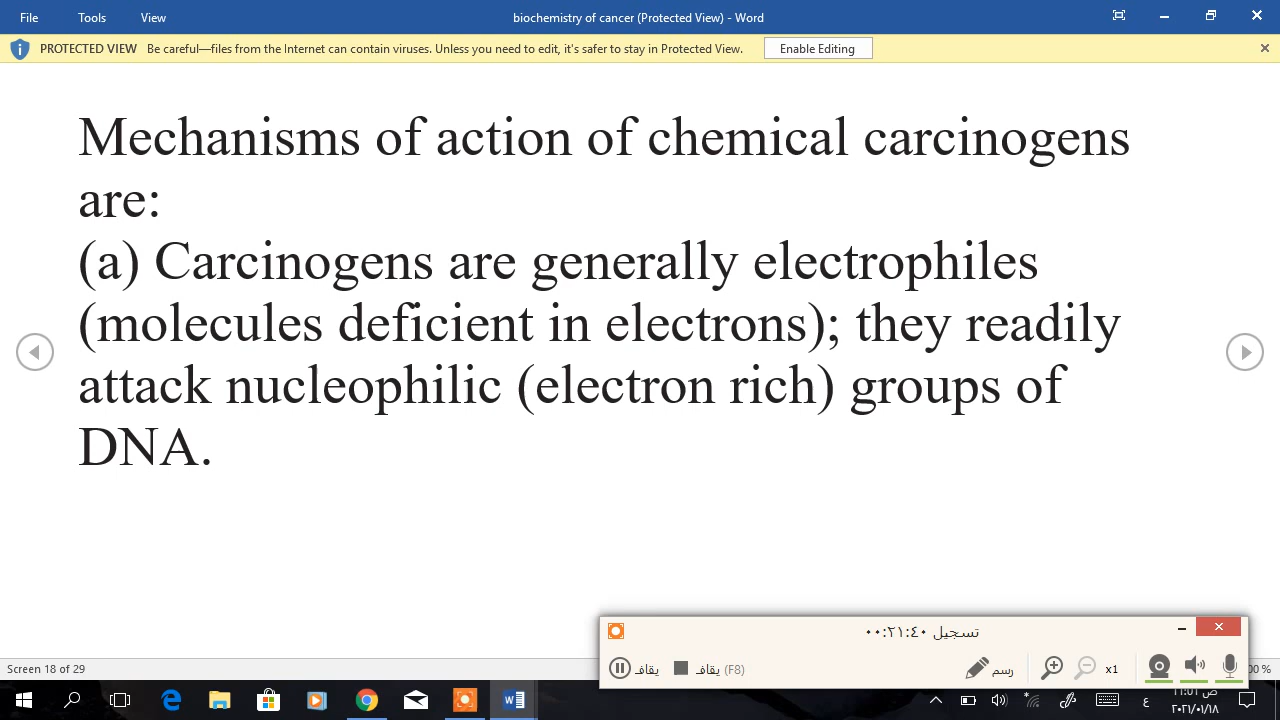 File Tools View biochemistry of cancer (Protected View) - Word
PROTECTED VIEW Be careful—files from the Internet can contain viruses. Unless you need to edit, it's safer to stay in Protected View. Enable Editing
Mechanisms of action of chemical carcinogens
are:
(a) Carcinogens are generally electrophiles
(molecules deficient in electrons); they readily
attack nucleophilic (electron rich) groups of
DNA.
تسجيل ٠٠:٢١:٤٠
يقاف يقاف (F8) رسم x1
Screen 18 of 29
ع
٢٠٢١/٠١/١٨